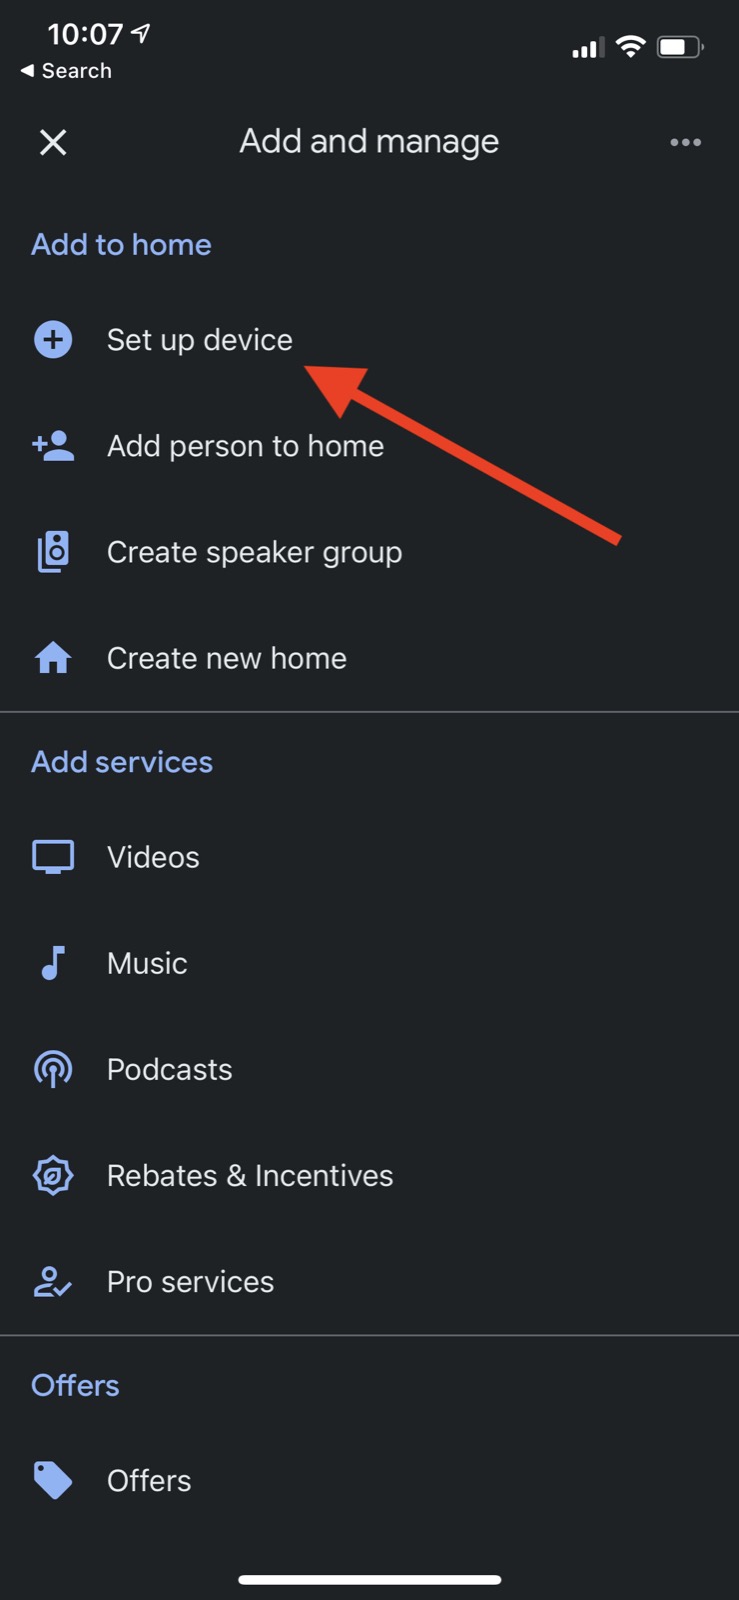 10:07
Search
Add and manage
Add to home
Set up device
Add person to home
Create speaker group
Create new home
Add services
Videos
Music
Podcasts
Rebates & Incentives
Pro services
Offers
Offers